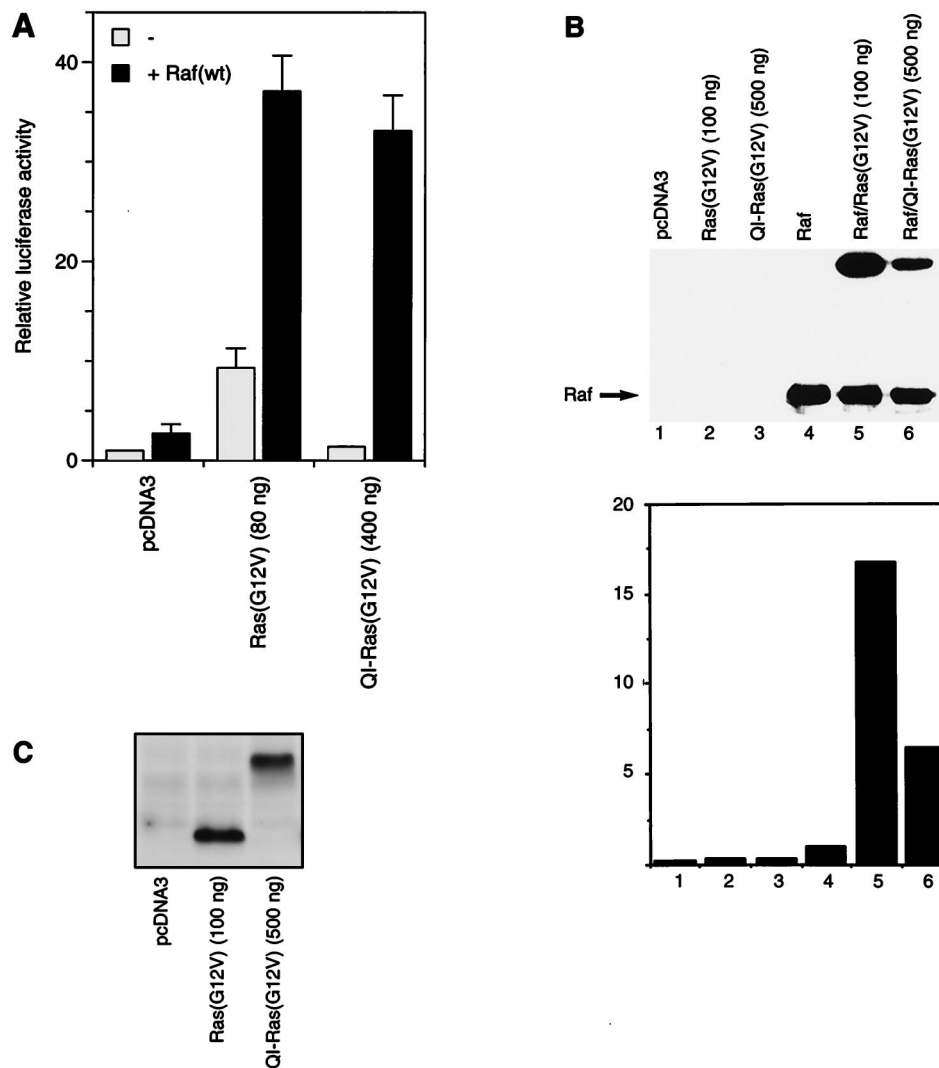 A
-
+ Raf(wt)
40
20
0
Relative luciferase activity
pcDNA3
Ras(G12V) (80 ng)
QI-Ras(G12V) (400 ng)
B
pcDNA3
Ras(G12V) (100 ng)
QI-Ras(G12V) (500 ng)
Raf
Raf/Ras(G12V) (100 ng)
Raf/QI-Ras(G12V) (500 ng)
Raf
1 2 3 4 5 6
20
15
10
5
1 2 3 4 5 6
C
pcDNA3
Ras(G12V) (100 ng)
QI-Ras(G12V) (500 ng)